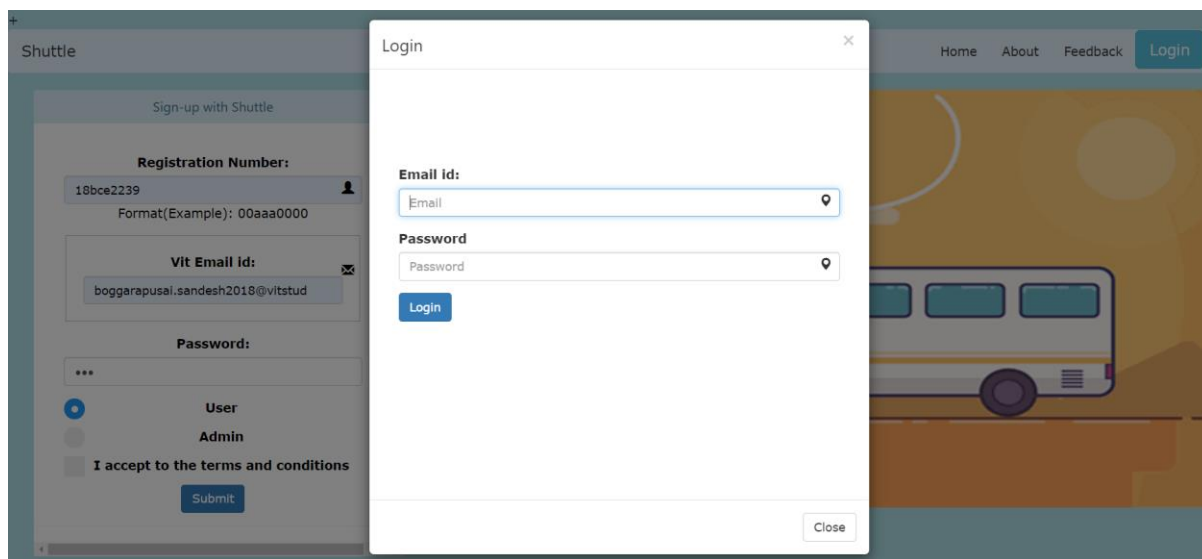 +
Shuttle
Home About Feedback Login
Sign-up with Shuttle
Registration Number:
18bce2239
Format(Example): 00aaa0000
Vit Email id:
boggarapusai.sandesh2018@vitstud
Password:
•••
User
Admin
I accept to the terms and conditions
Submit
Login ×
Email id:
Email
Password
Password
Login
Close